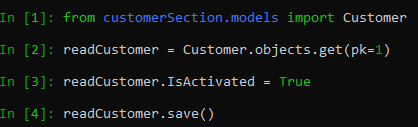 In [1]: from customerSection.models import Customer
In [2]: readCustomer = Customer.objects.get(pk=1)
In [3]: readCustomer.IsActivated = True
In [4]: readCustomer.save()